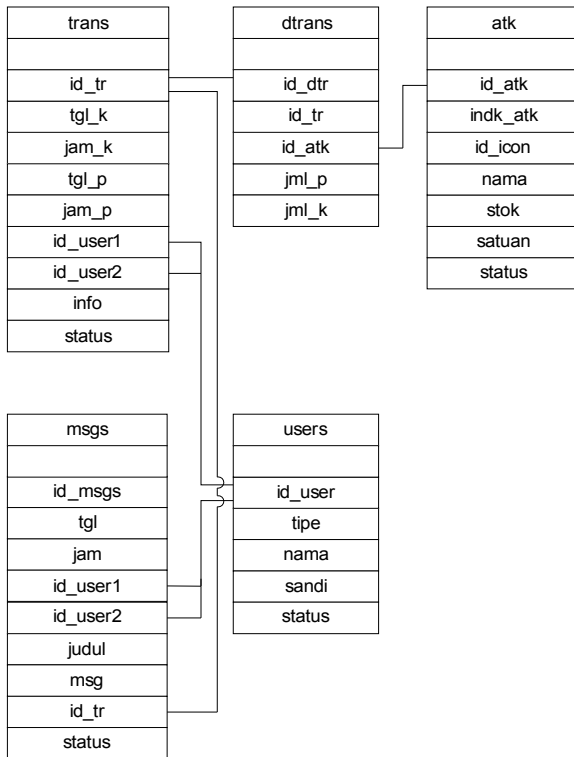 trans
id_tr
tgl_k
jam_k
tgl_p
jam_p
id_user1
id_user2
info
status
dtrans
id_dtr
id_tr
id_atk
jml_p
jml_k
atk
id_atk
indk_atk
id_icon
nama
stok
satuan
status
msgs
id_msgs
tgl
jam
id_user1
id_user2
judul
msg
id_tr
status
users
id_user
tipe
nama
sandi
status